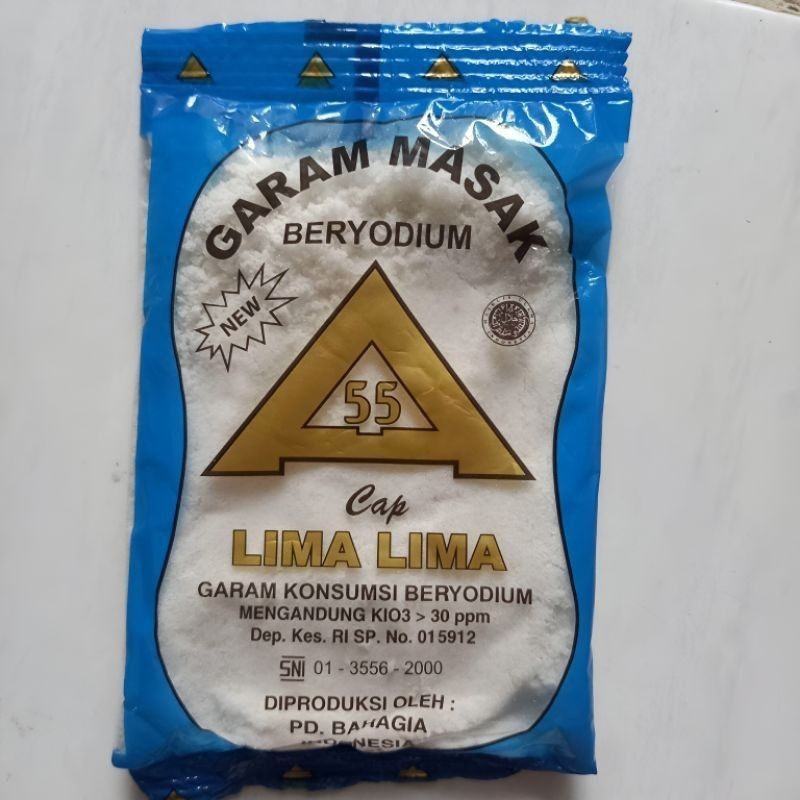 GARAM MASAK
BERYODIUM
NEW
55
Cap
LIMA LIMA
GARAM KONSUMSI BERYODIUM
MENGANDUNG KIO3 > 30 ppm
Dep. Kes. RI SP. No. 015912
SNI 01 - 3556 - 2000
DIPRODUKSI OLEH :
PD. BAHAGIA
INDONESIA